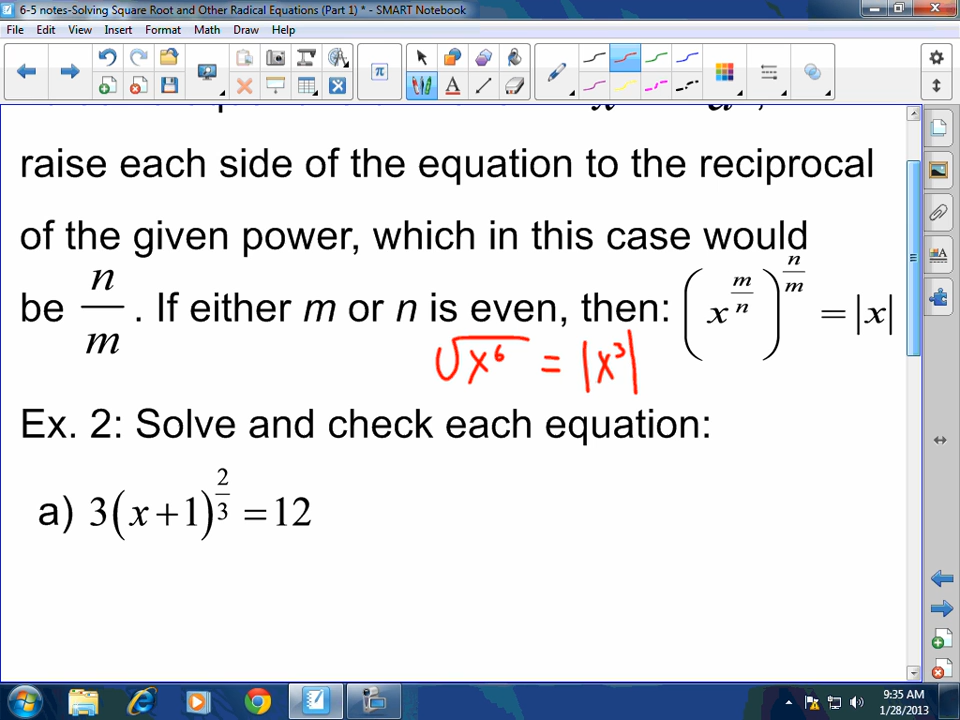 6-5 notes-Solving Square Root and Other Radical Equations (Part 1) * - SMART Notebook
File Edit View Insert Format Math Draw Help
raise each side of the equation to the reciprocal
of the given power, which in this case would
be n/m . If either m or n is even, then: (x^(m/n))^(n/m) = |x|
√x⁶ = |x³|
Ex. 2: Solve and check each equation:
a) 3(x+1)^(2/3) = 12
9:35 AM
1/28/2013